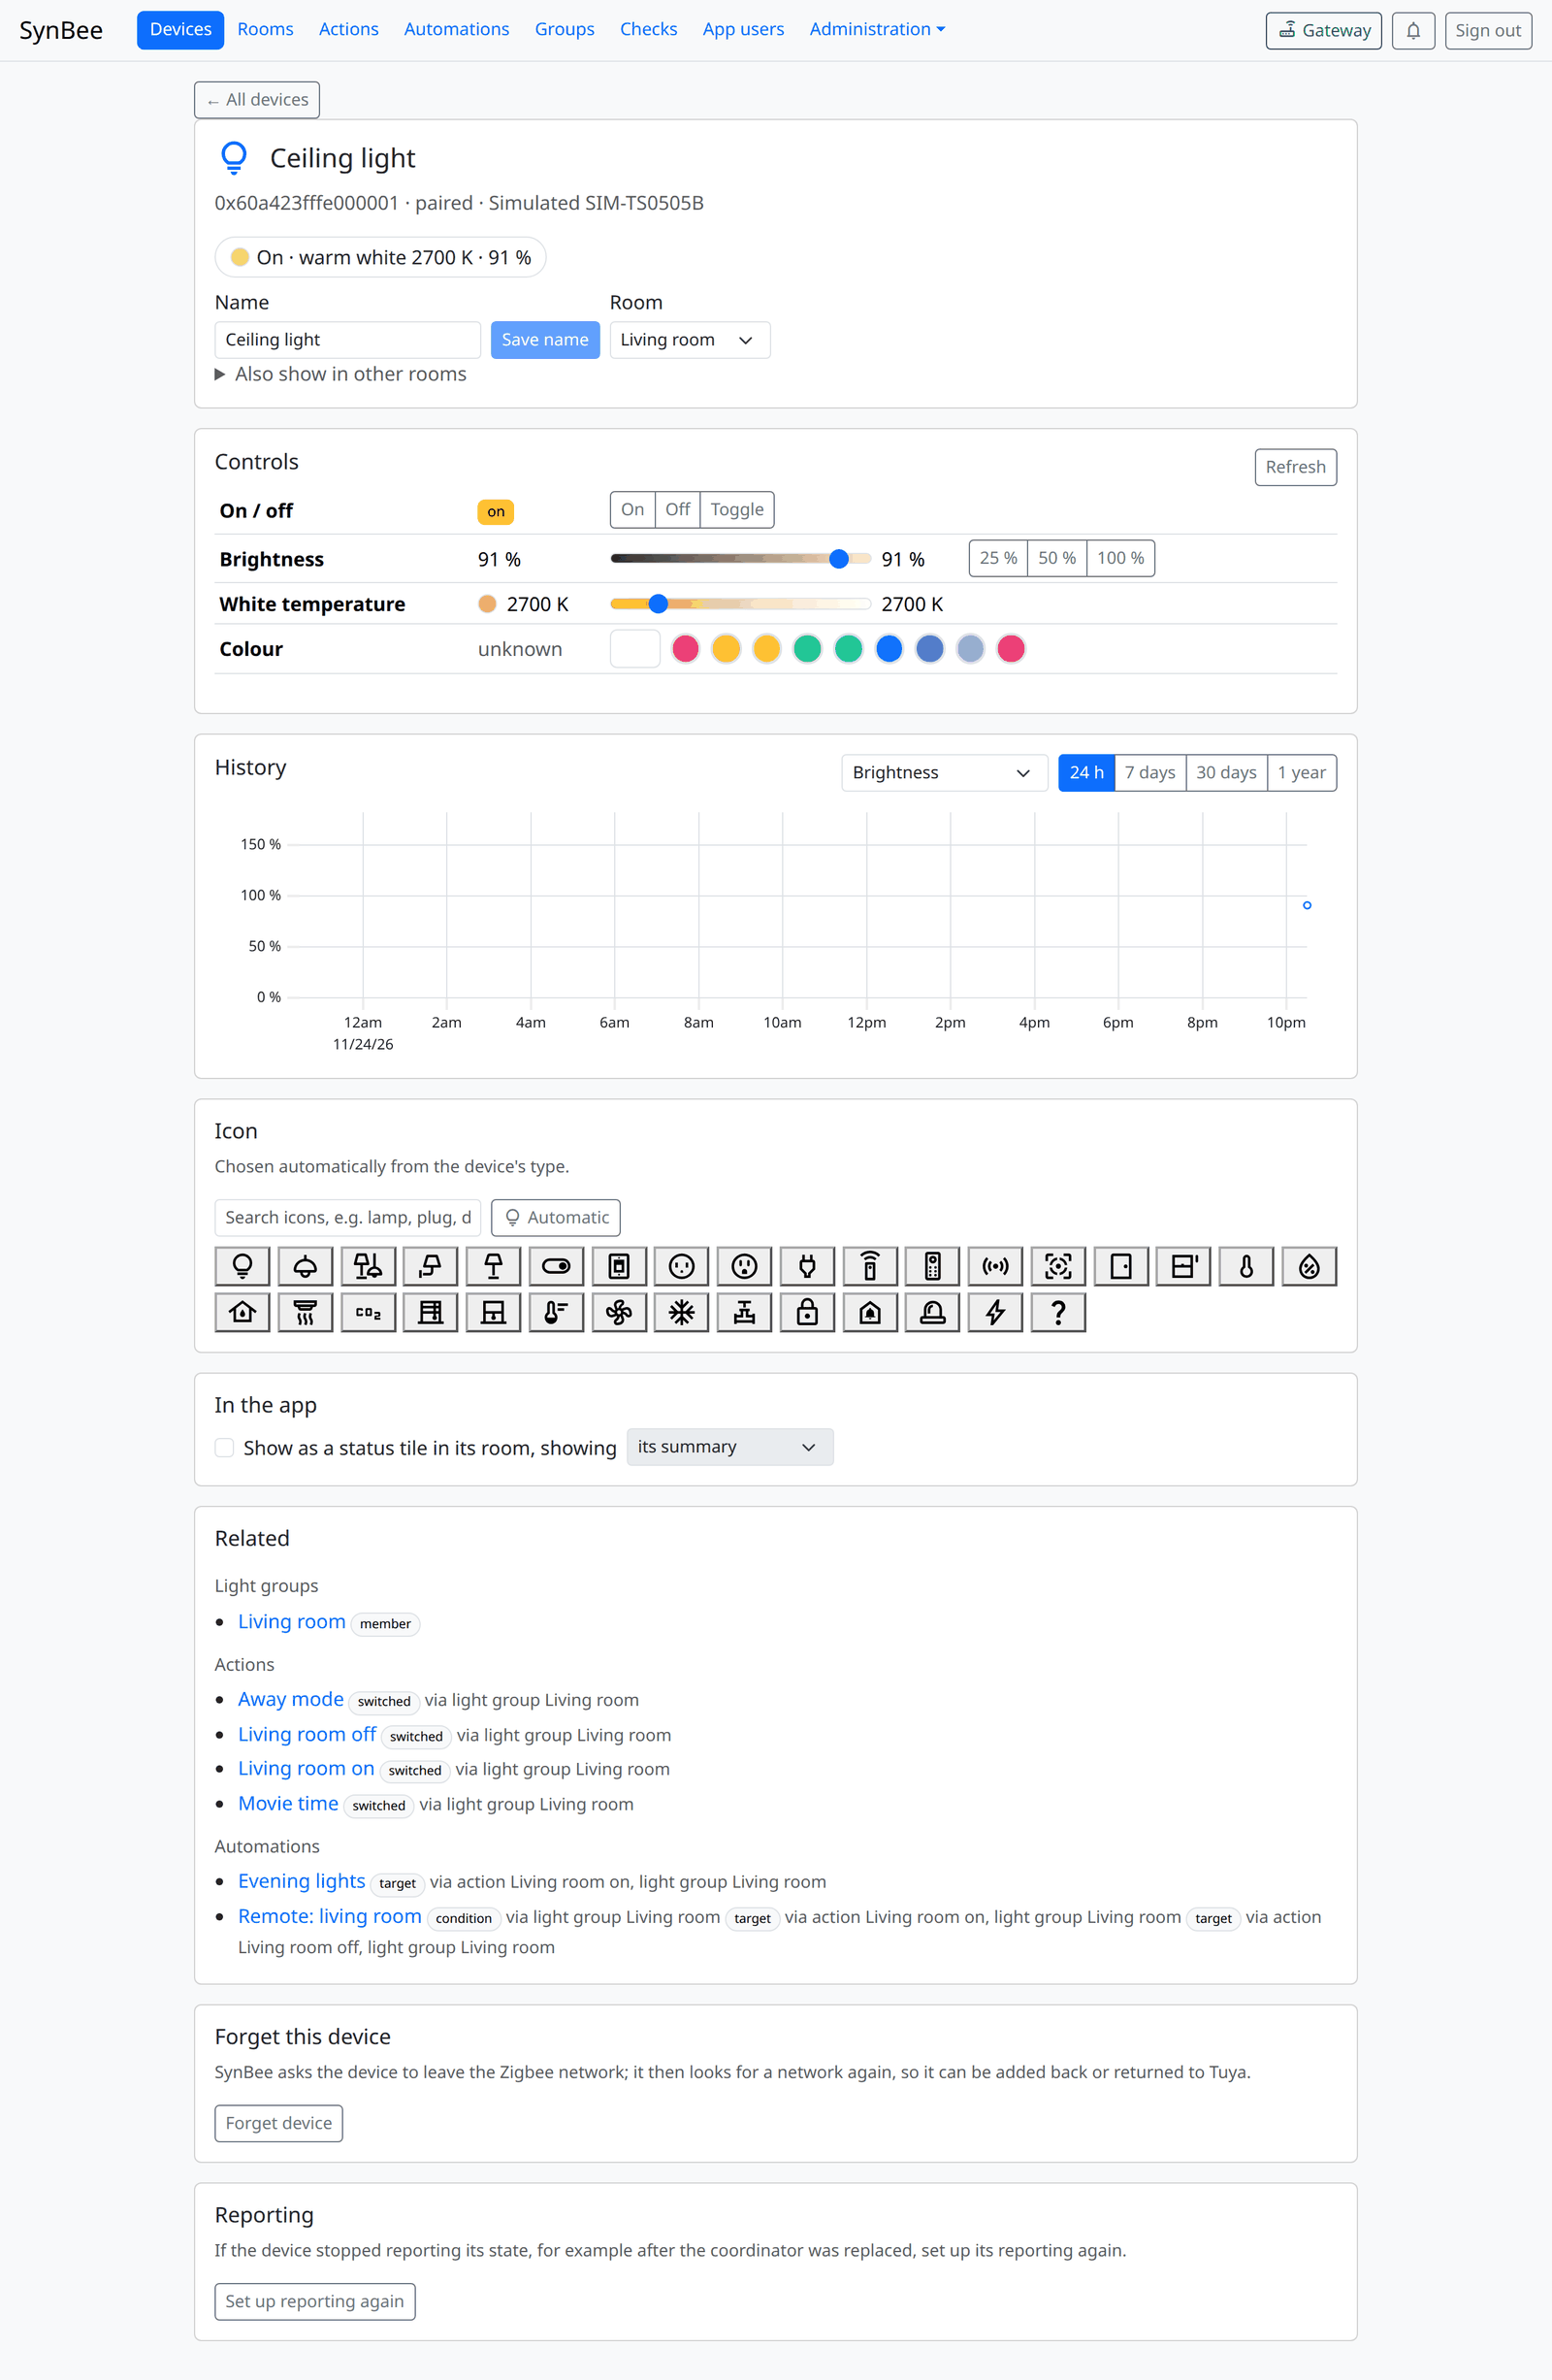 SynBee Devices Rooms Actions Automations Groups Checks App users Administration Gateway Sign out
← All devices
Ceiling light
0x60a423fffe000001 · paired · Simulated SIM-TS0505B
On · warm white 2700 K · 91 %
Name Room
Ceiling light Save name Living room
Also show in other rooms
Controls Refresh
On / off on On Off Toggle
Brightness 91 % 91 % 25 % 50 % 100 %
White temperature 2700 K 2700 K
Colour unknown
History Brightness 24 h 7 days 30 days 1 year
150 %
100 %
50 %
0 %
12am 2am 4am 6am 8am 10am 12pm 2pm 4pm 6pm 8pm 10pm
11/24/26
Icon
Chosen automatically from the device's type.
Search icons, e.g. lamp, plug, d Automatic
CO2
?
In the app
Show as a status tile in its room, showing its summary
Related
Light groups
• Living room member
Actions
• Away mode switched via light group Living room
• Living room off switched via light group Living room
• Living room on switched via light group Living room
• Movie time switched via light group Living room
Automations
• Evening lights target via action Living room on, light group Living room
• Remote: living room condition via light group Living room target via action Living room on, light group Living room target via action
Living room off, light group Living room
Forget this device
SynBee asks the device to leave the Zigbee network; it then looks for a network again, so it can be added back or returned to Tuya.
Forget device
Reporting
If the device stopped reporting its state, for example after the coordinator was replaced, set up its reporting again.
Set up reporting again